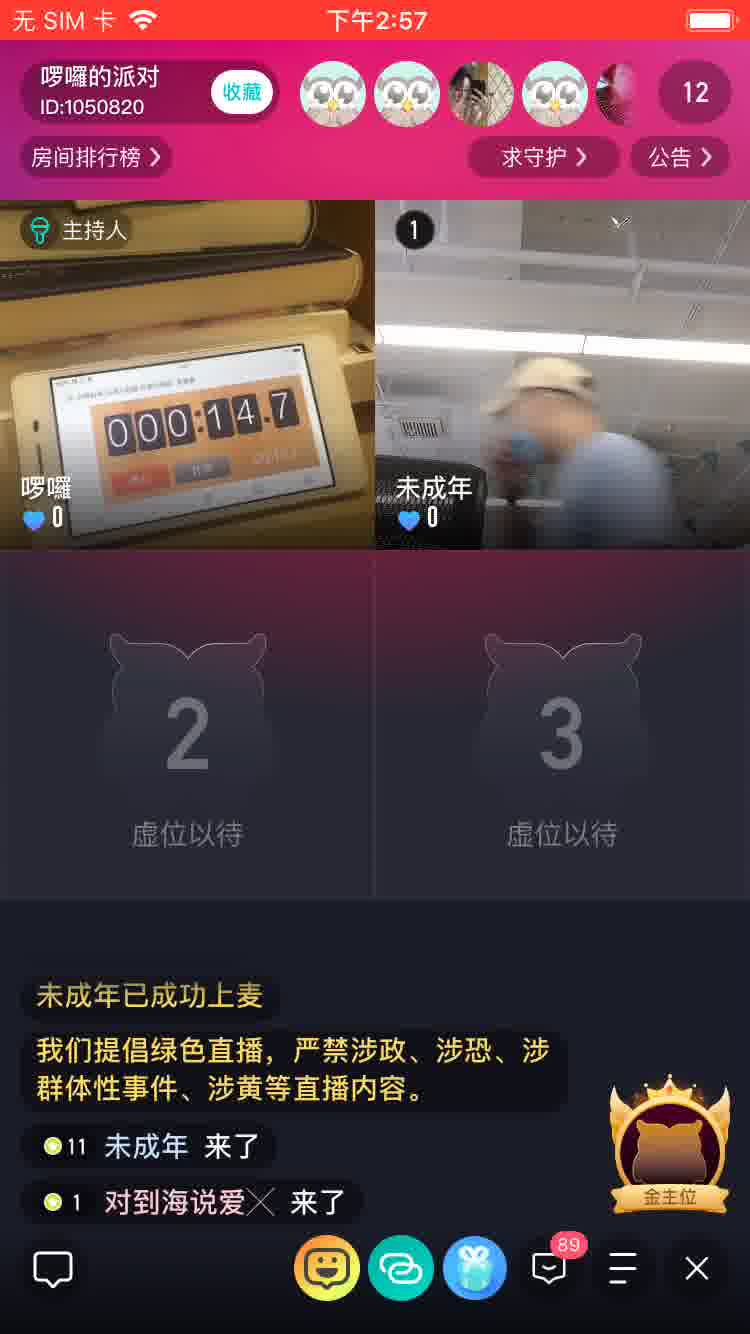 无 SIM 卡
下午2:57
啰囉的派对
ID:1050820
收藏
12
房间排行榜
求守护
公告
主持人
1
000:14.7
啰囉
0
未成年
0
2
虚位以待
3
虚位以待
未成年已成功上麦
我们提倡绿色直播，严禁涉政、涉恐、涉
群体性事件、涉黄等直播内容。
11 未成年 来了
1 对到海说爱╳ 来了
金主位
89